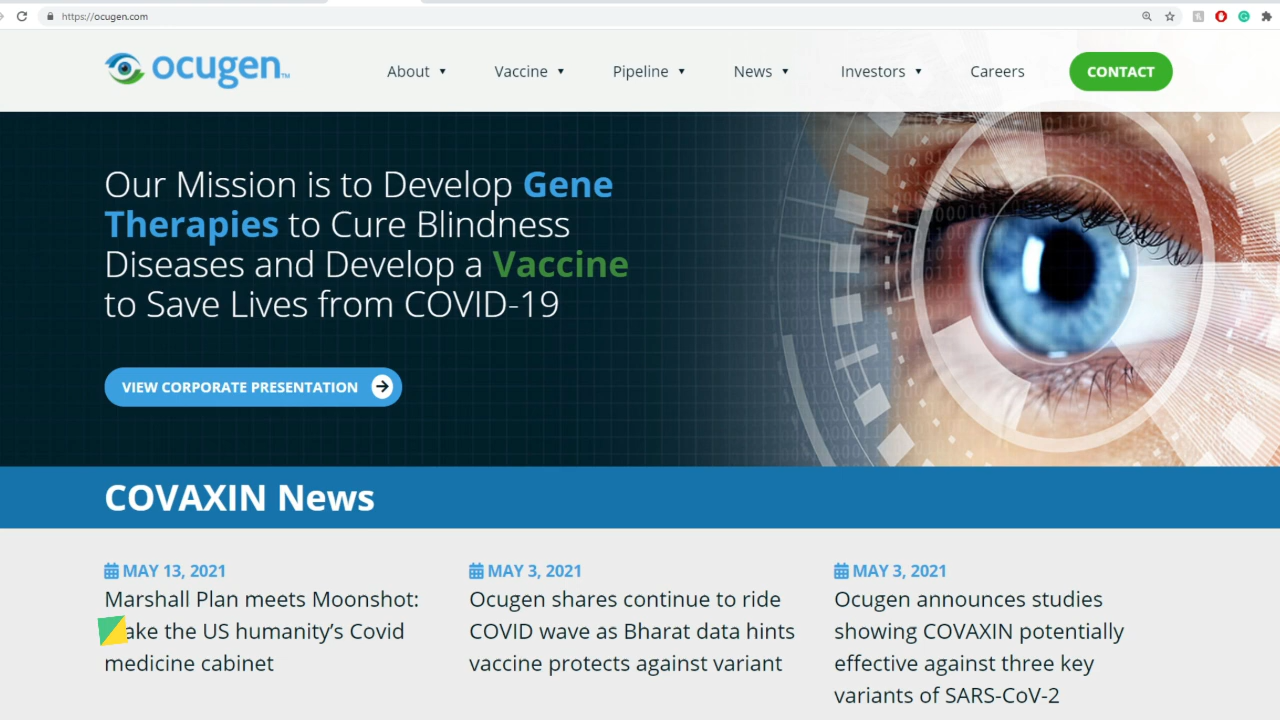 https://ocugen.com
ocugen™
About
Vaccine
Pipeline
News
Investors
Careers
CONTACT
Our Mission is to Develop Gene
Therapies to Cure Blindness
Diseases and Develop a Vaccine
to Save Lives from COVID-19
VIEW CORPORATE PRESENTATION
COVAXIN News
MAY 13, 2021
Marshall Plan meets Moonshot:
ake the US humanity’s Covid
medicine cabinet
MAY 3, 2021
Ocugen shares continue to ride
COVID wave as Bharat data hints
vaccine protects against variant
MAY 3, 2021
Ocugen announces studies
showing COVAXIN potentially
effective against three key
variants of SARS-CoV-2